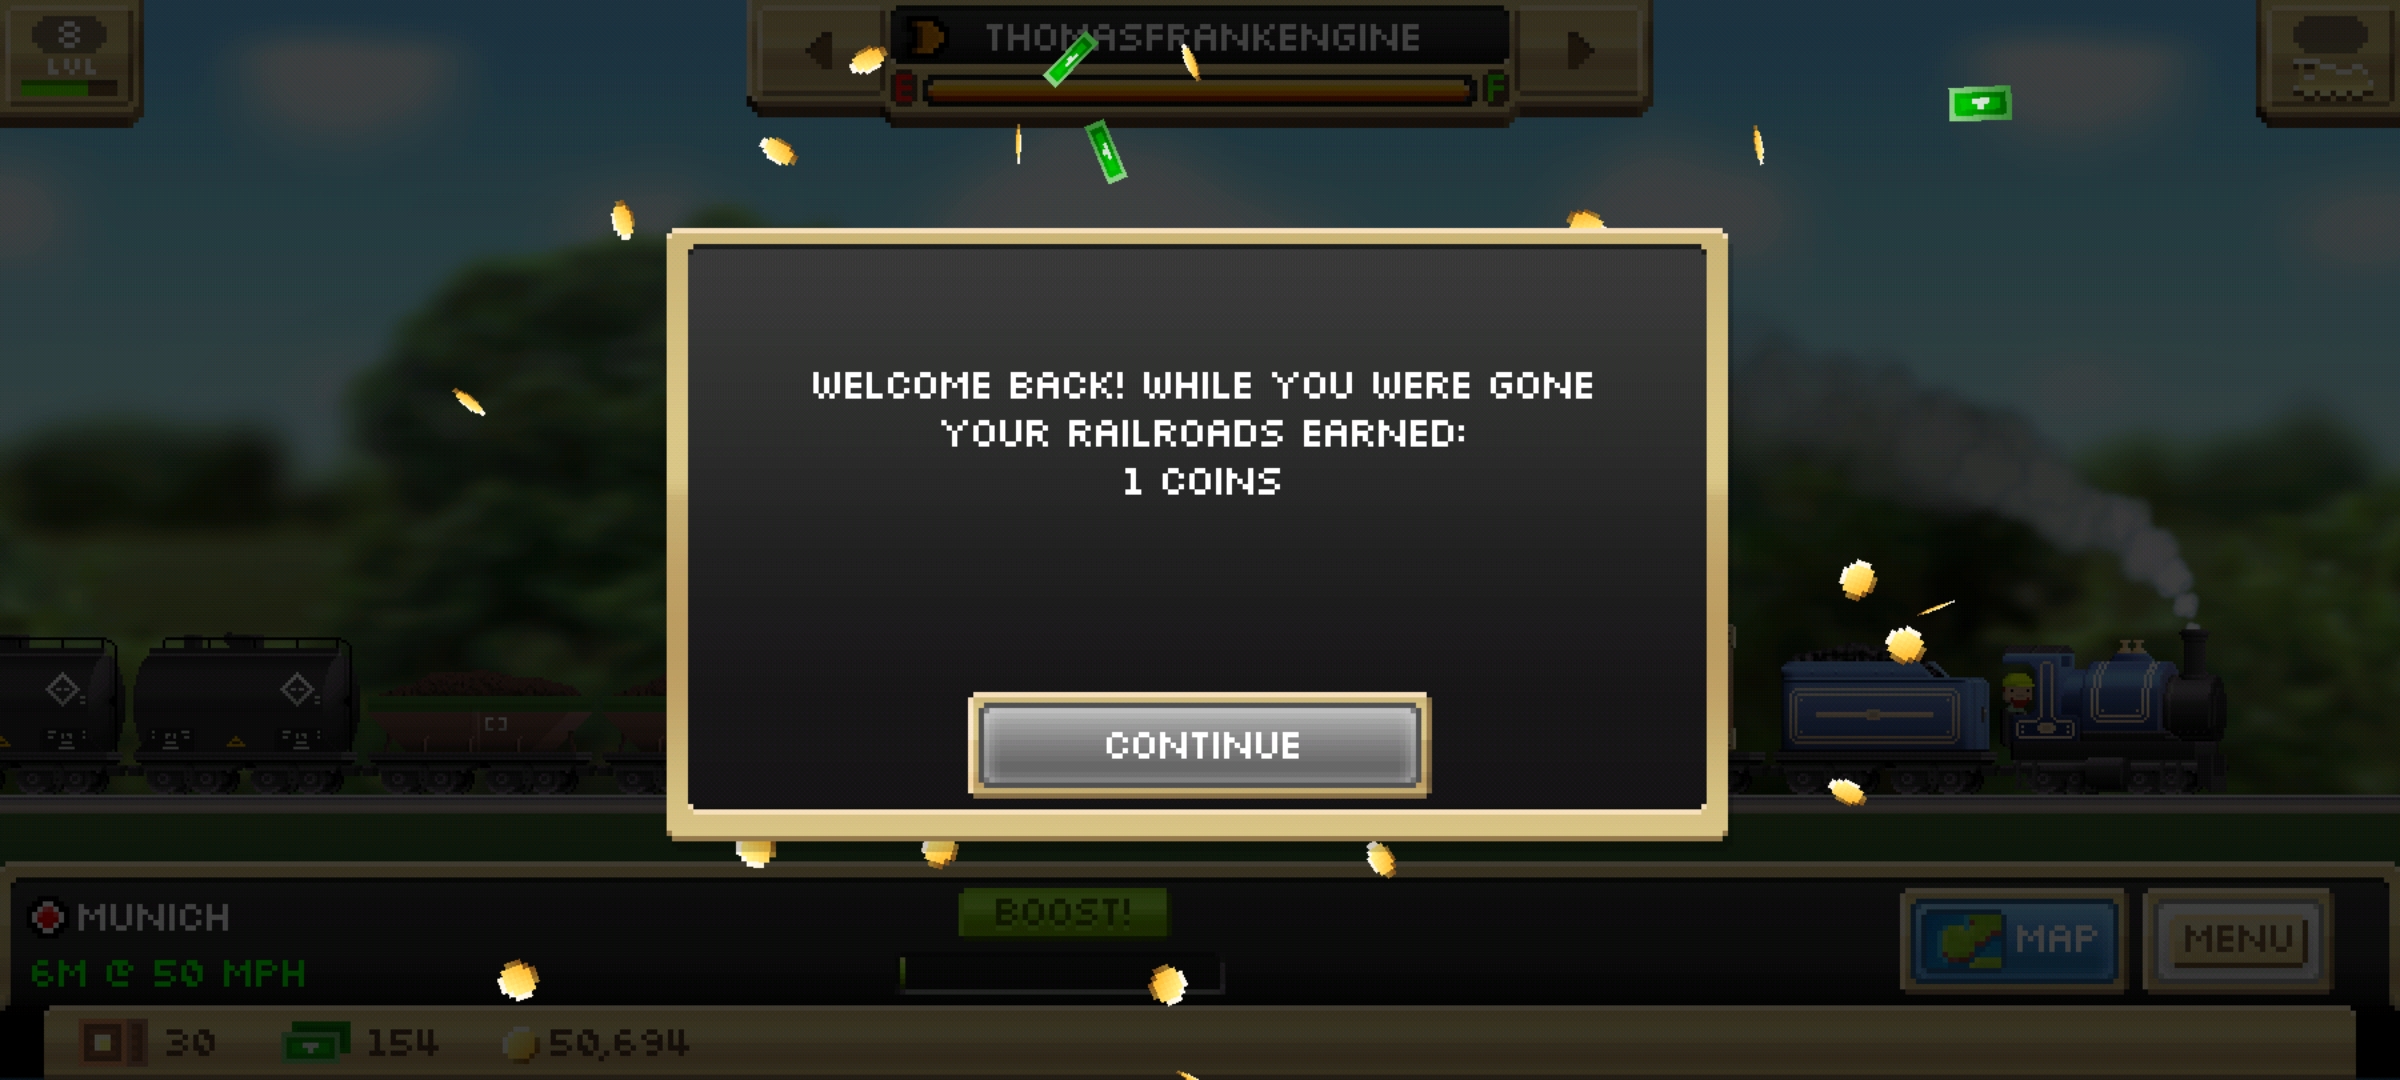 8
LVL
THOMASFRANKENGINE
E
F
WELCOME BACK! WHILE YOU WERE GONE
YOUR RAILROADS EARNED:
1 COINS
CONTINUE
MUNICH
6M @ 50 MPH
BOOST!
MAP
MENU
30
154
50,694